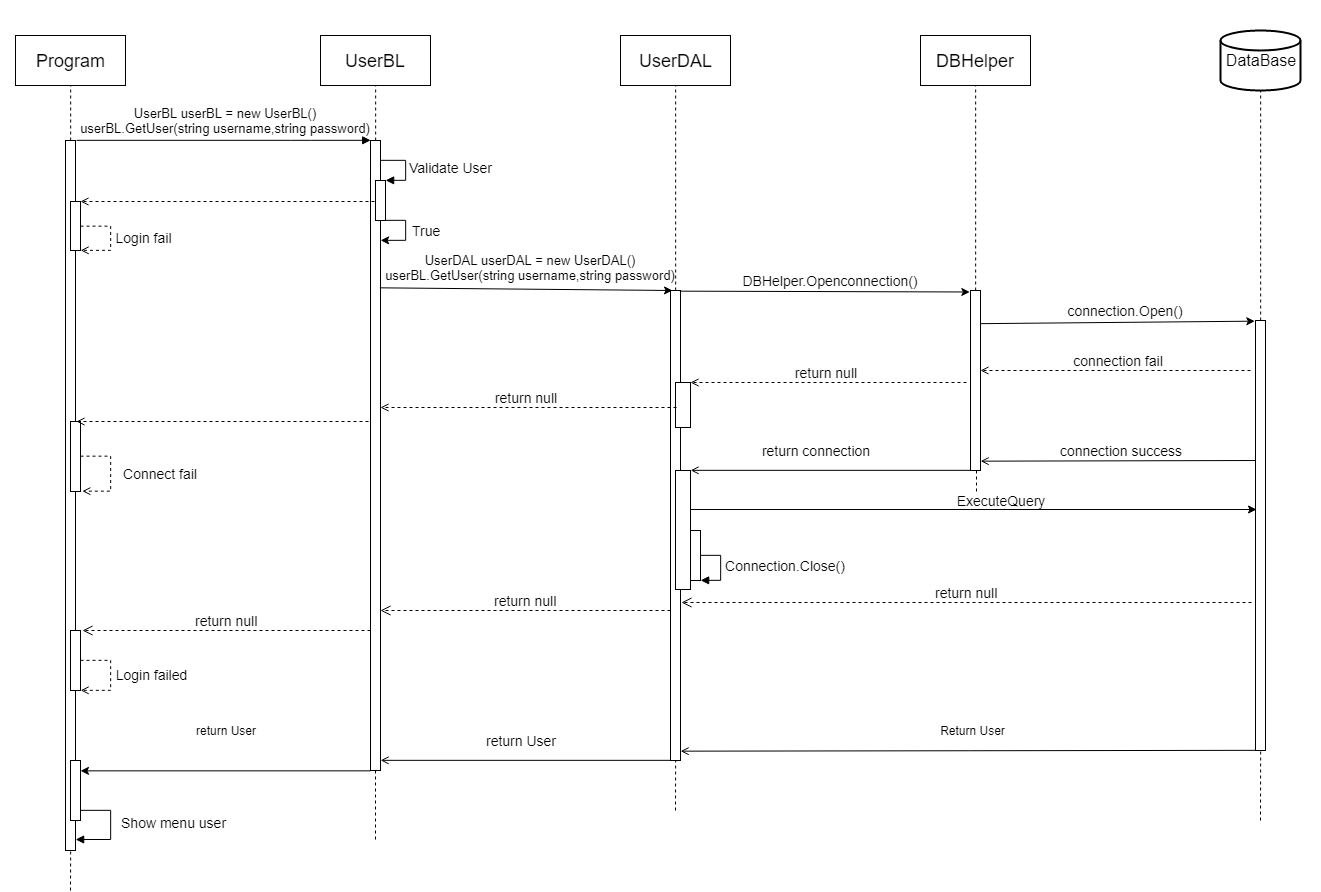 Program
UserBL
UserDAL
DBHelper
DataBase
UserBL userBL = new UserBL()
userBL.GetUser(string username,string password)
Validate User
True
Login fail
UserDAL userDAL = new UserDAL()
userBL.GetUser(string username,string password)
DBHelper.Openconnection()
connection.Open()
connection fail
return null
return null
Connect fail
connection success
return connection
ExecuteQuery
Connection.Close()
return null
return null
return null
Login failed
Return User
return User
return User
Show menu user